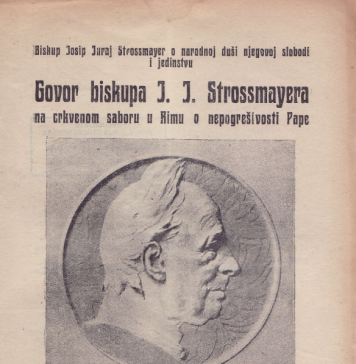 Biskup Josip Juraj Strossmayer o narodnoj duši njegovoj slobodi
i jedinstvu
Govor biskupa J. J. Strossmayera
na crkvenom saboru u Rimu o nepogrešivosti Pape